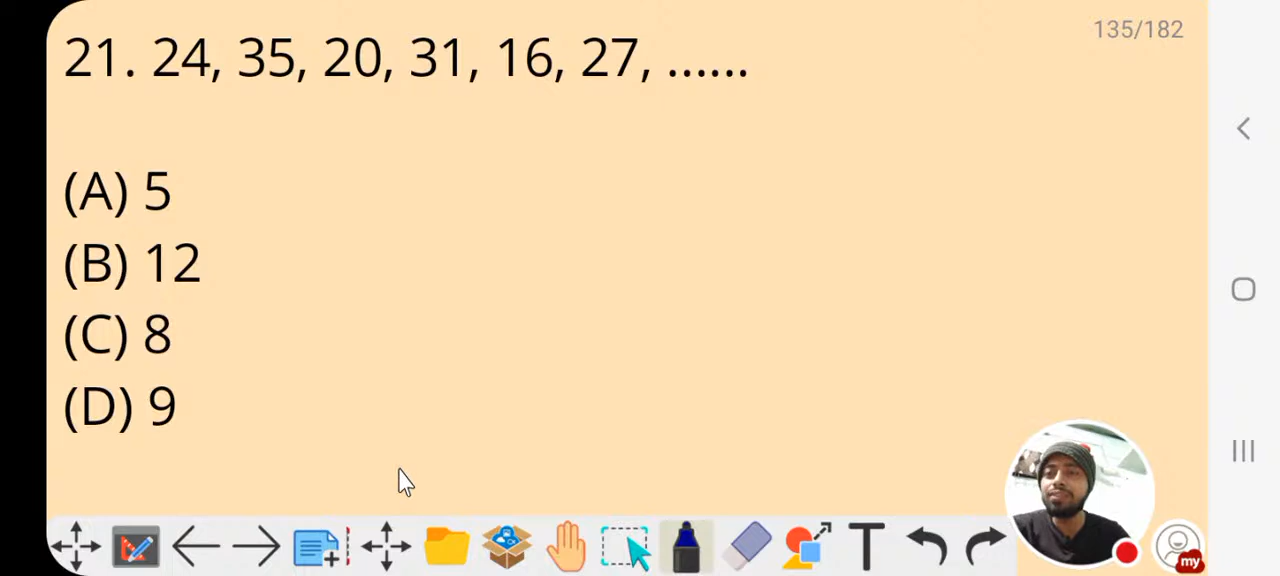 135/182
21. 24, 35, 20, 31, 16, 27, ......
(A) 5
(B) 12
(C) 8
(D) 9
T
my